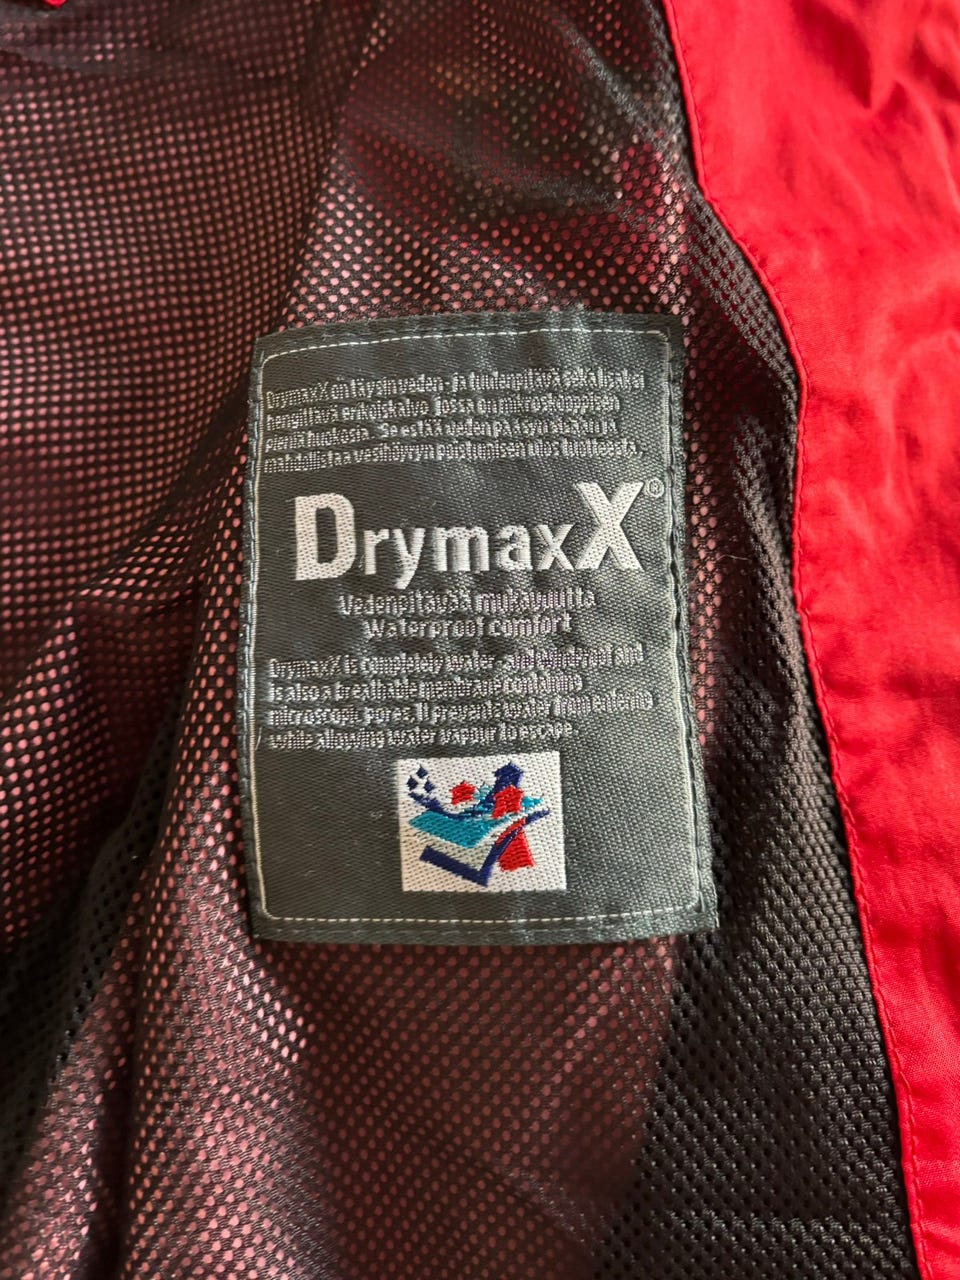 DrymaxX on täysin veden- ja tuulenpitävä sekä lisäksi
hengittävä erikoiskalvo. Jossa on mikroskooppisen
pieniä huokosia. Se estää veden pääsyn sisään ja
mahdollistaa vesihöyryn poistumisen ulos tuotteesta.
DrymaxX®
Vedenpitävää mukavuutta
Waterproof comfort
DrymaxX is completely water- and windproof and
is also a breathable membrane containing
microscopic pores. It prevents water from entering
while allowing water vapour to escape.